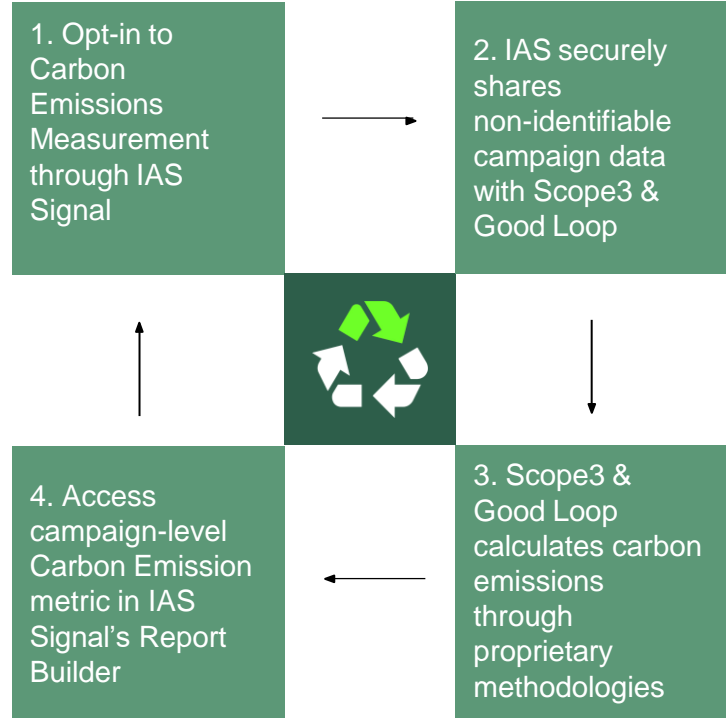 1. Opt-in to
Carbon
Emissions
Measurement
through IAS
Signal
2. IAS securely
shares
non-identifiable
campaign data
with Scope3 &
Good Loop
3. Scope3 &
Good Loop
calculates carbon
emissions
through
proprietary
methodologies
4. Access
campaign-level
Carbon Emission
metric in IAS
Signal’s Report
Builder